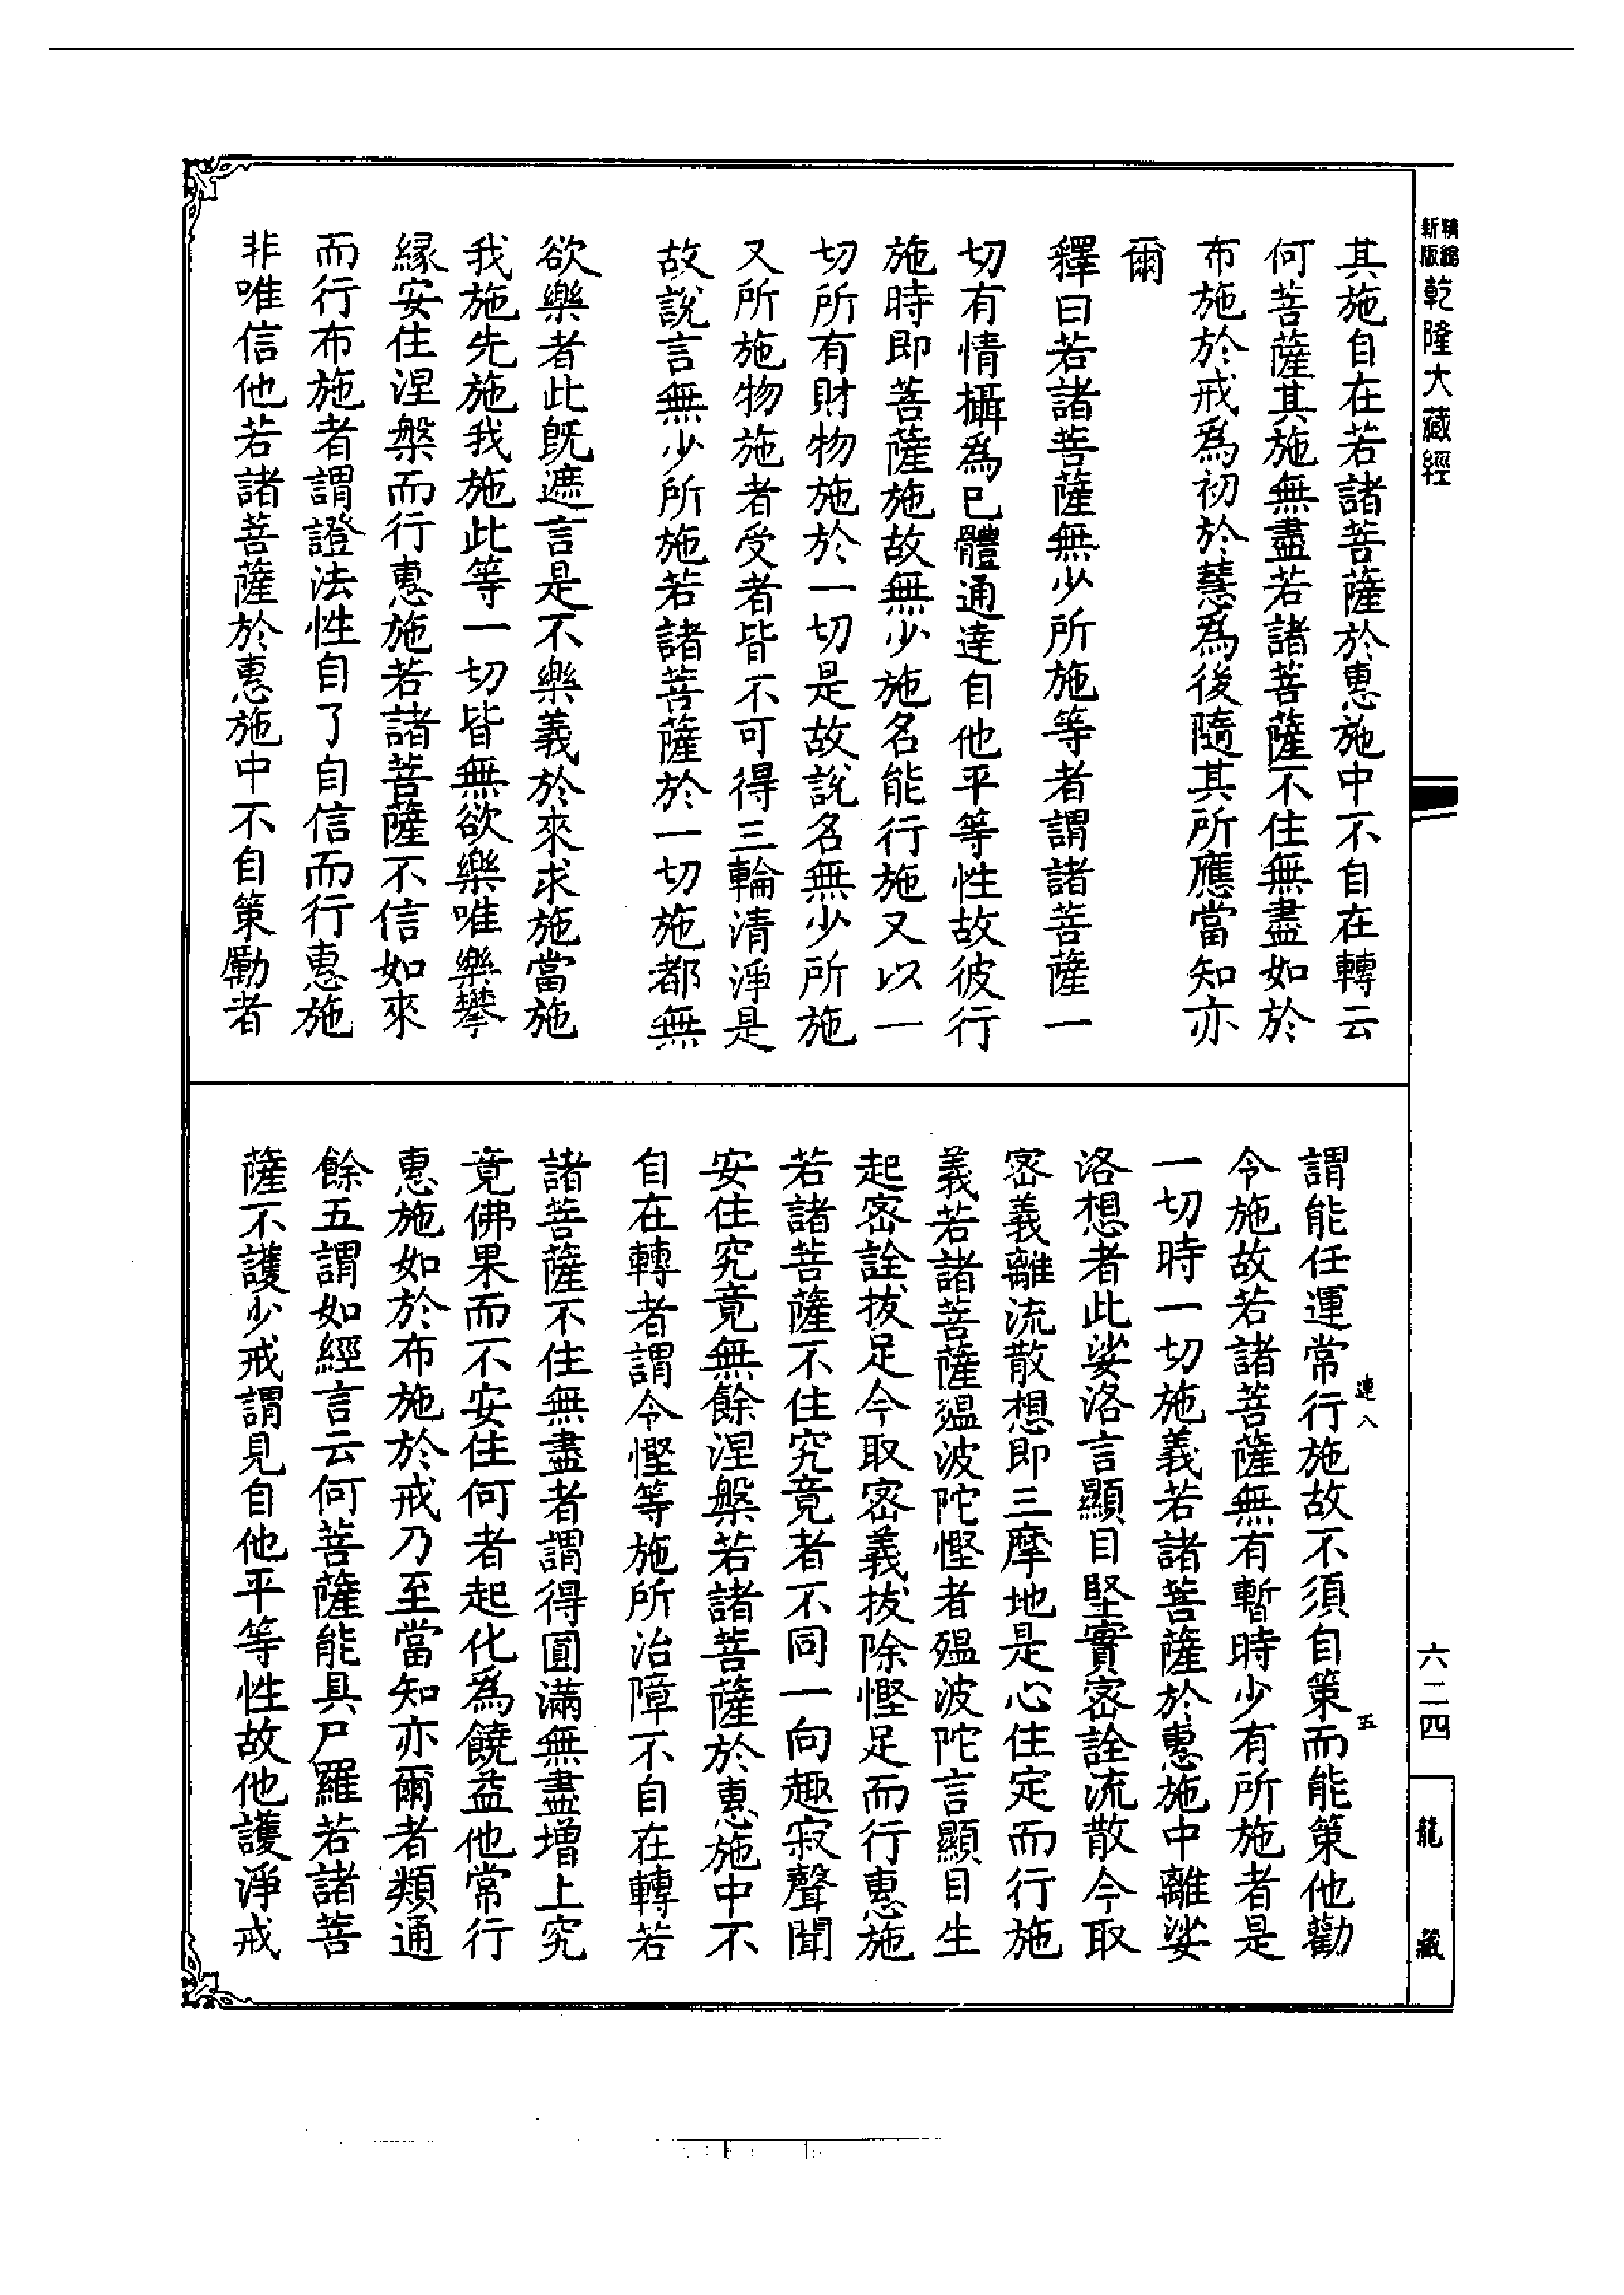 新版
精縮
乾隆大藏經
其施自在若諸菩薩於惠施中不自在轉云
何菩薩其施無盡若諸菩薩不住無盡如於
布施於戒為初於慧為後隨其所應當知亦
爾
釋曰若諸菩薩無少所施等者謂諸菩薩一
切有情攝為已體通達自他平等性故彼行
施時即菩薩施故無少施名能行施又以一
切所有財物施於一切是故說名無少所施
又所施物施者受者皆不可得三輪清淨是
故說言無少所施若諸菩薩於一切施都無
欲樂者此既遮言是不樂義於來求施當施
我施先施我施此等一切皆無欲樂唯樂攀
緣安住涅槃而行惠施若諸菩薩不信如來
而行布施者謂證法性自了自信而行惠施
非唯信他若諸菩薩於惠施中不自策勵者
謂能任運常行施故不須自策而能策他勸
令施故若諸菩薩無有暫時少有所施者是
一切時一切施義若諸菩薩於惠施中離娑
洛想者此娑洛言顯目堅實密詮流散今取
密義離流散想即三摩地是心住定而行施
義若諸菩薩嗢波陀慳者嗢波陀言顯目生
起密詮拔足今取密義拔除慳足而行惠施
若諸菩薩不住究竟者不同一向趣寂聲聞
安住究竟無餘涅槃若諸菩薩於惠施中不
自在轉者謂令慳等施所治障不自在轉若
諸菩薩不住無盡者謂得圓滿無盡增上究
竟佛果而不安住何者起化為饒益他常行
惠施如於布施於戒乃至當知亦爾者類通
餘五謂如經言云何菩薩能具尸羅若諸菩
薩不護少戒謂見自他平等性故他護淨戒
連八
五
六二四
龍藏